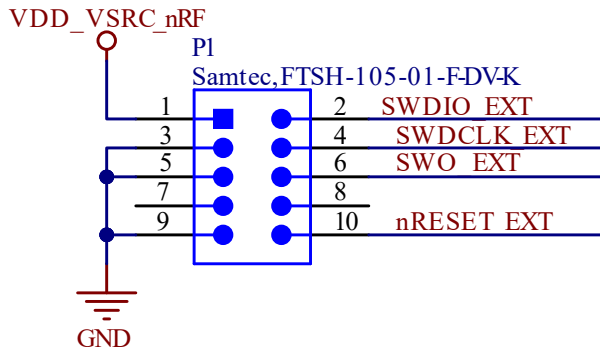 VDD_VSRC_nRF
P1
Samtec,FTSH-105-01-F-DV-K
1 2 SWDIO_EXT
3 4 SWDCLK_EXT
5 6 SWO_EXT
7 8
9 10 nRESET_EXT
GND